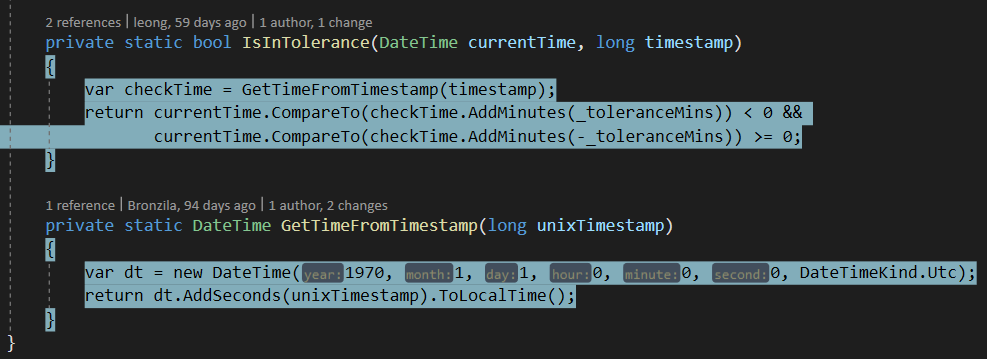 2 references | leong, 59 days ago | 1 author, 1 change
private static bool IsInTolerance(DateTime currentTime, long timestamp)
{
var checkTime = GetTimeFromTimestamp(timestamp);
return currentTime.CompareTo(checkTime.AddMinutes(_toleranceMins)) < 0 &&
currentTime.CompareTo(checkTime.AddMinutes(-_toleranceMins)) >= 0;
}
1 reference | Bronzila, 94 days ago | 1 author, 2 changes
private static DateTime GetTimeFromTimestamp(long unixTimestamp)
{
var dt = new DateTime(year:1970, month:1, day:1, hour:0, minute:0, second:0, DateTimeKind.Utc);
return dt.AddSeconds(unixTimestamp).ToLocalTime();
}
}